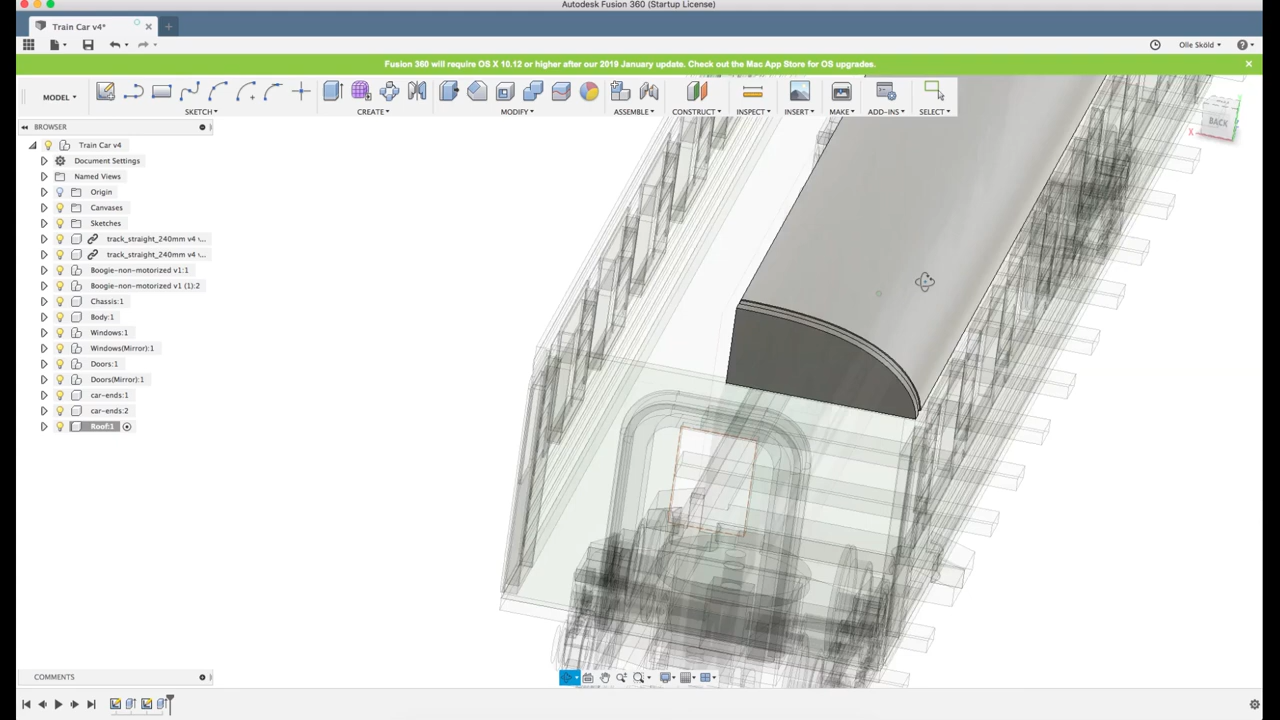 Autodesk Fusion 360 (Startup License)
Train Car v4*
Olle Sköld
Fusion 360 will require OS X 10.12 or higher after our 2019 January update. Check out the Mac App Store for OS upgrades.
MODEL
SKETCH
CREATE
MODIFY
ASSEMBLE
CONSTRUCT
INSPECT
INSERT
MAKE
ADD-INS
SELECT
BROWSER
BACK
X
Train Car v4
Document Settings
Named Views
Origin
Canvases
Sketches
track_straight_240mm v4 ...
track_straight_240mm v4 ...
Boogie-non-motorized v1:1
Boogie-non-motorized v1 (1):2
Chassis:1
Body:1
Windows:1
Windows(Mirror):1
Doors:1
Doors(Mirror):1
car-ends:1
car-ends:2
Roof:1
COMMENTS